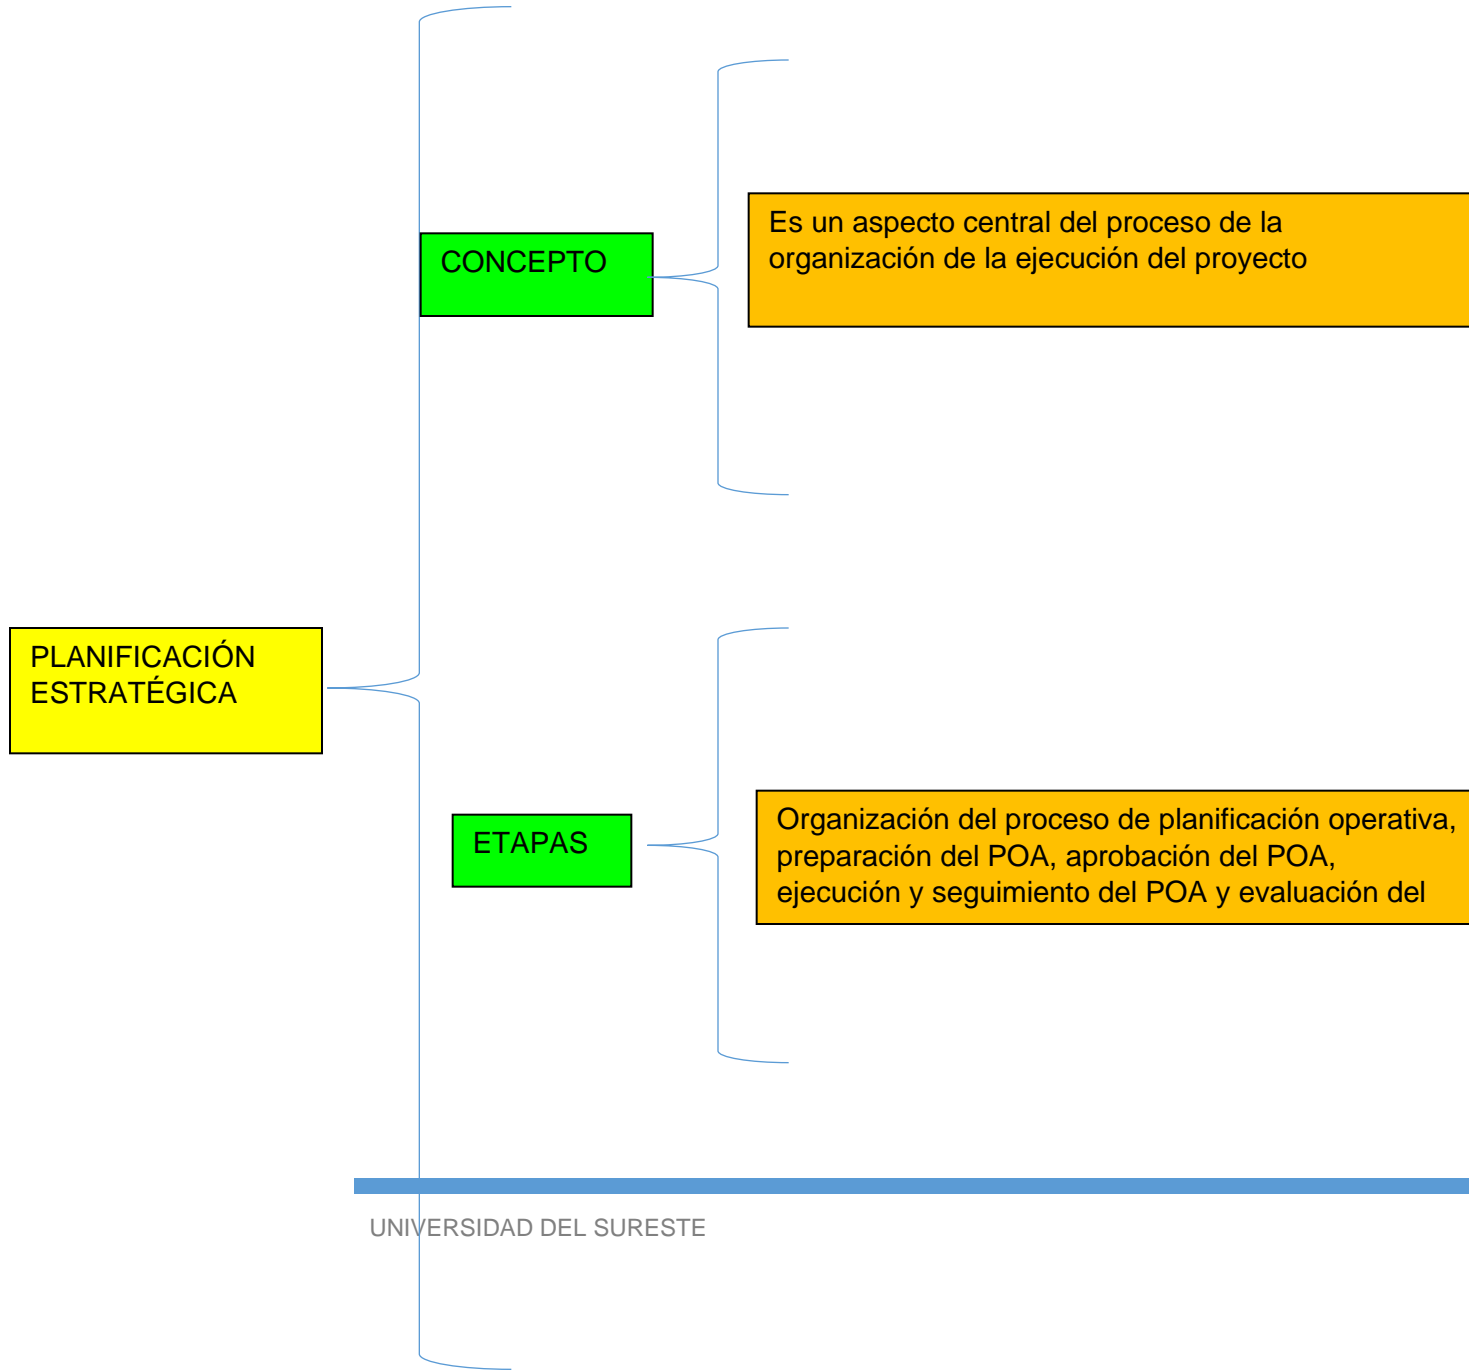 CONCEPTO
Es un aspecto central del proceso de la
organización de la ejecución del proyecto
PLANIFICACIÓN
ESTRATÉGICA
ETAPAS
Organización del proceso de planificación operativa,
preparación del POA, aprobación del POA,
ejecución y seguimiento del POA y evaluación del
UNIVERSIDAD DEL SURESTE